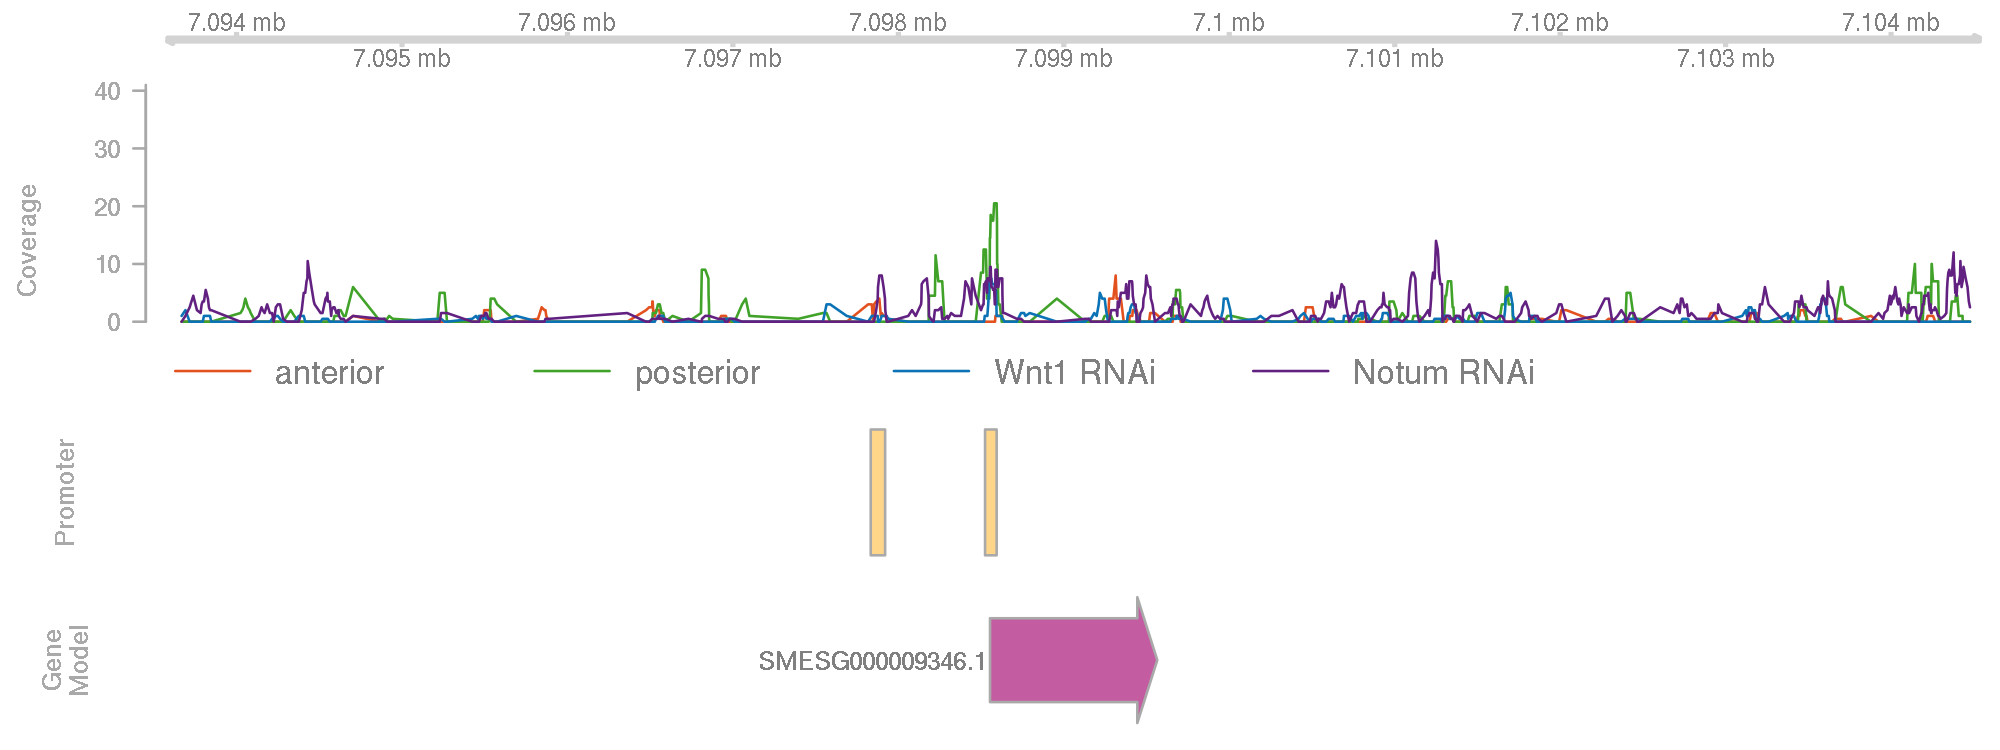 7.094 mb 7.096 mb 7.098 mb 7.1 mb 7.102 mb 7.104 mb
7.095 mb 7.097 mb 7.099 mb 7.101 mb 7.103 mb
40
30
20
10
0
Coverage
anterior posterior Wnt1 RNAi Notum RNAi
Promoter
Gene
Model
SMESG000009346.1